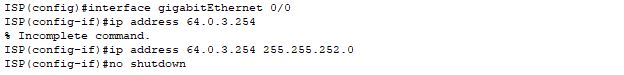 ISP(config)#interface gigabitEthernet 0/0
ISP(config-if)#ip address 64.0.3.254
% Incomplete command.
ISP(config-if)#ip address 64.0.3.254 255.255.252.0
ISP(config-if)#no shutdown